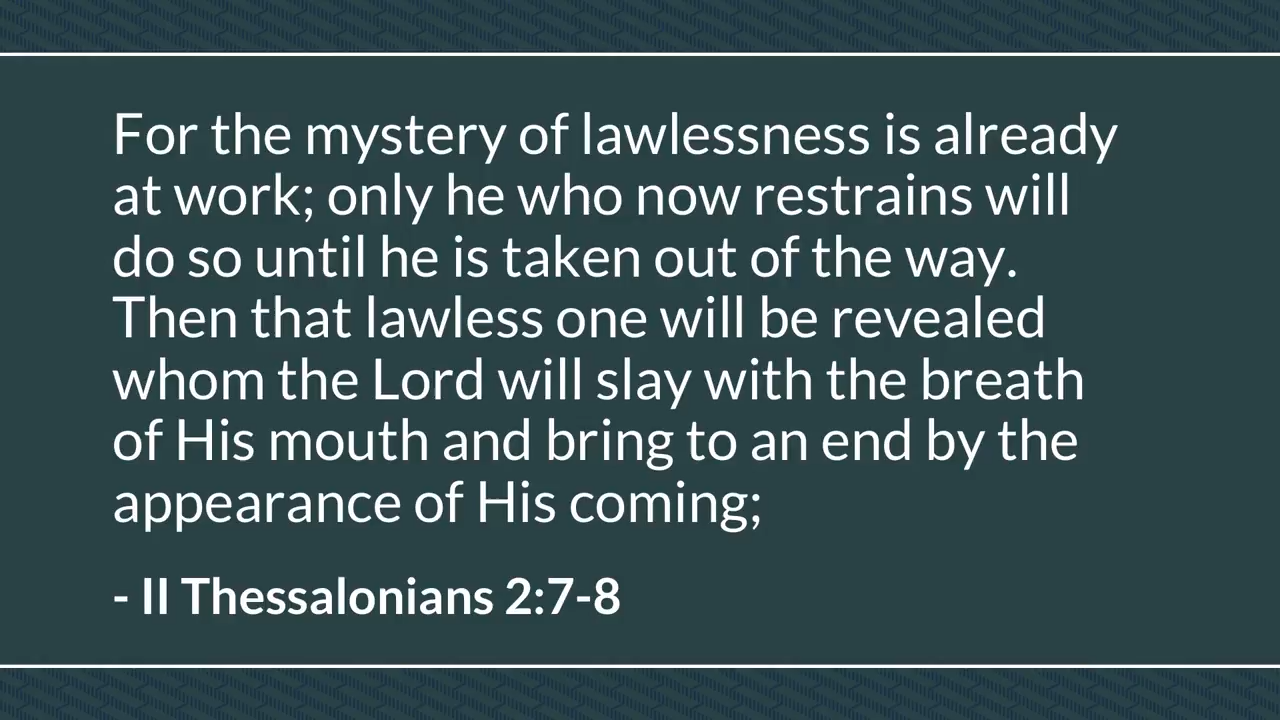 For the mystery of lawlessness is already
at work; only he who now restrains will
do so until he is taken out of the way.
Then that lawless one will be revealed
whom the Lord will slay with the breath
of His mouth and bring to an end by the
appearance of His coming;
- II Thessalonians 2:7-8